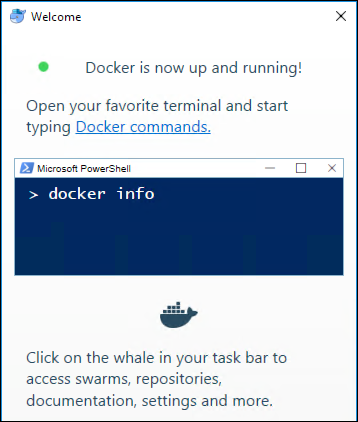 Welcome
Docker is now up and running!
Open your favorite terminal and start
typing Docker commands.
Microsoft PowerShell
> docker info
Click on the whale in your task bar to
access swarms, repositories,
documentation, settings and more.